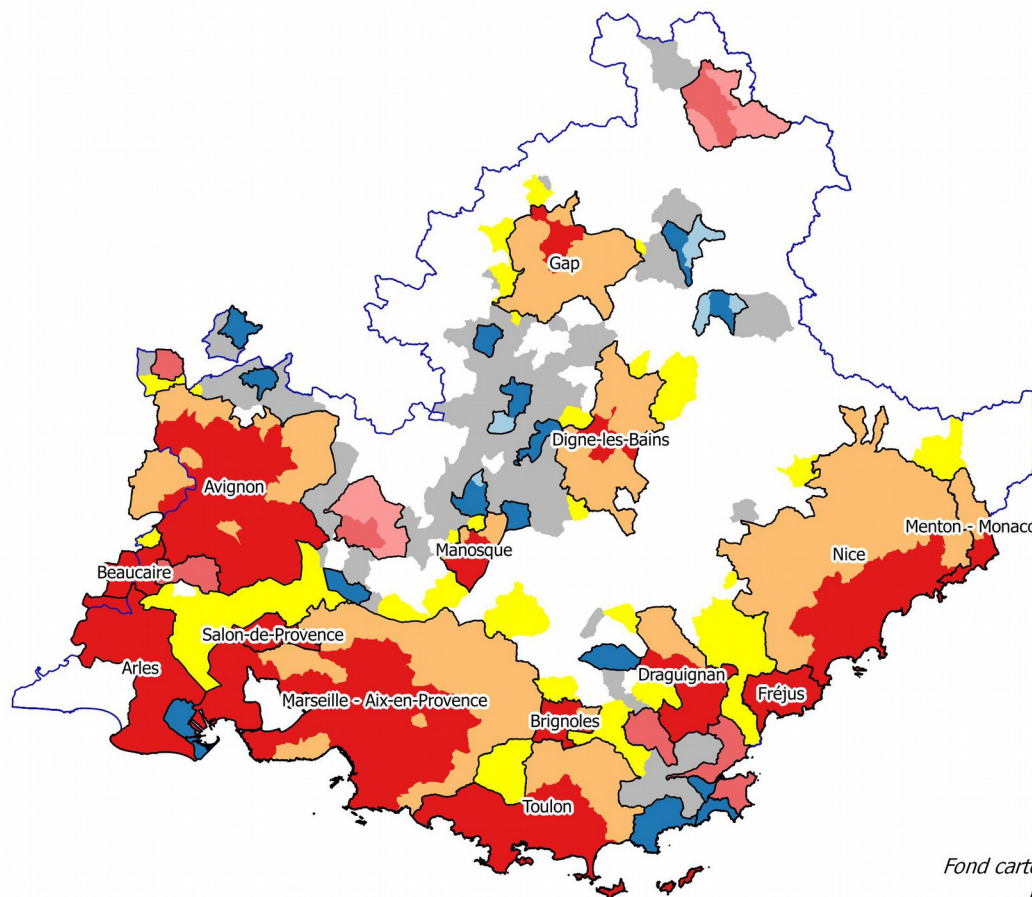 Gap
Digne-les-Bains
Avignon
Manosque
Menton - Monaco
Nice
Beaucaire
Salon-de-Provence
Arles
Draguignan
Fréjus
Marseille - Aix-en-Provence
Brignoles
Toulon
Fond cart